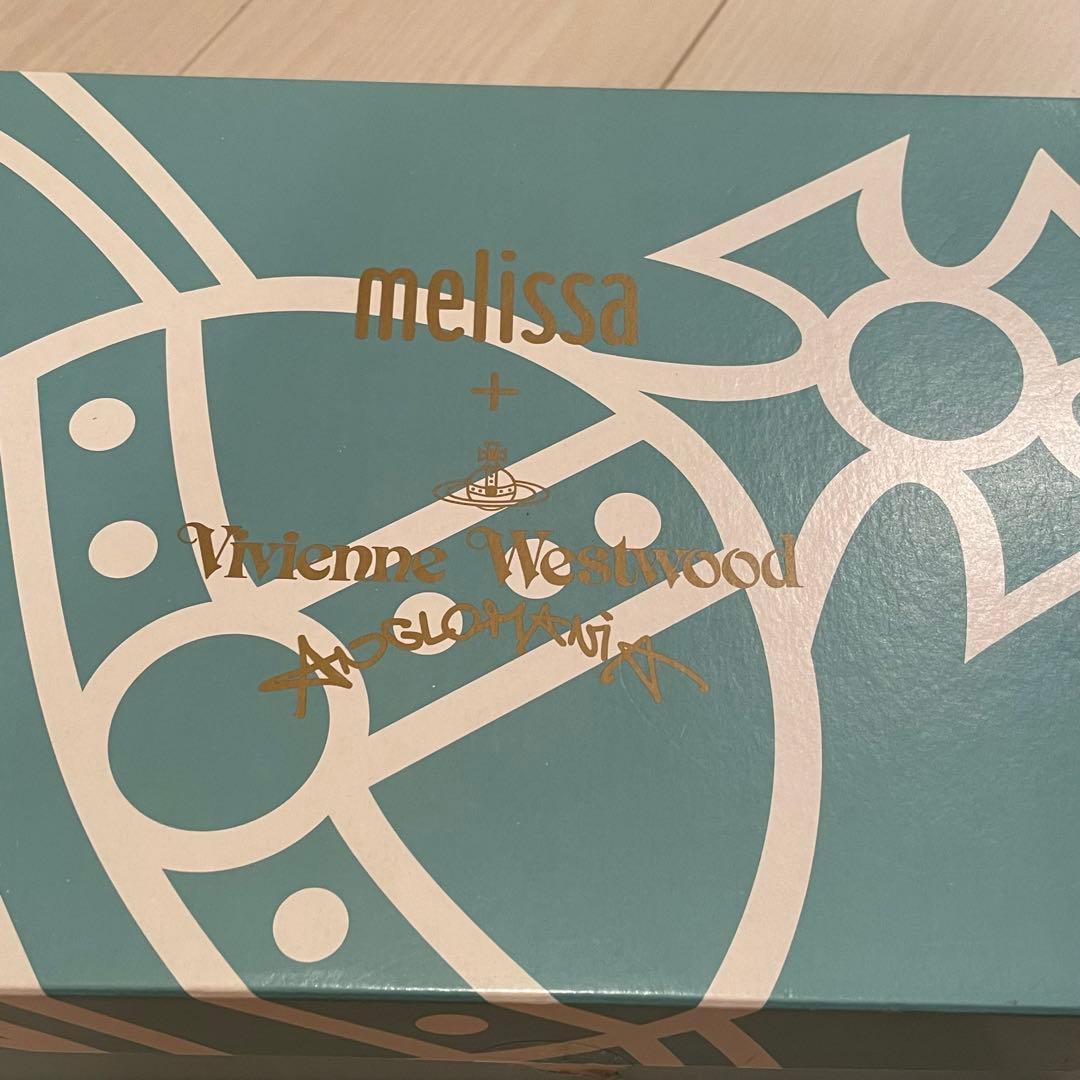 melissa
+
Vivienne Westwood
ANGLOMANiA